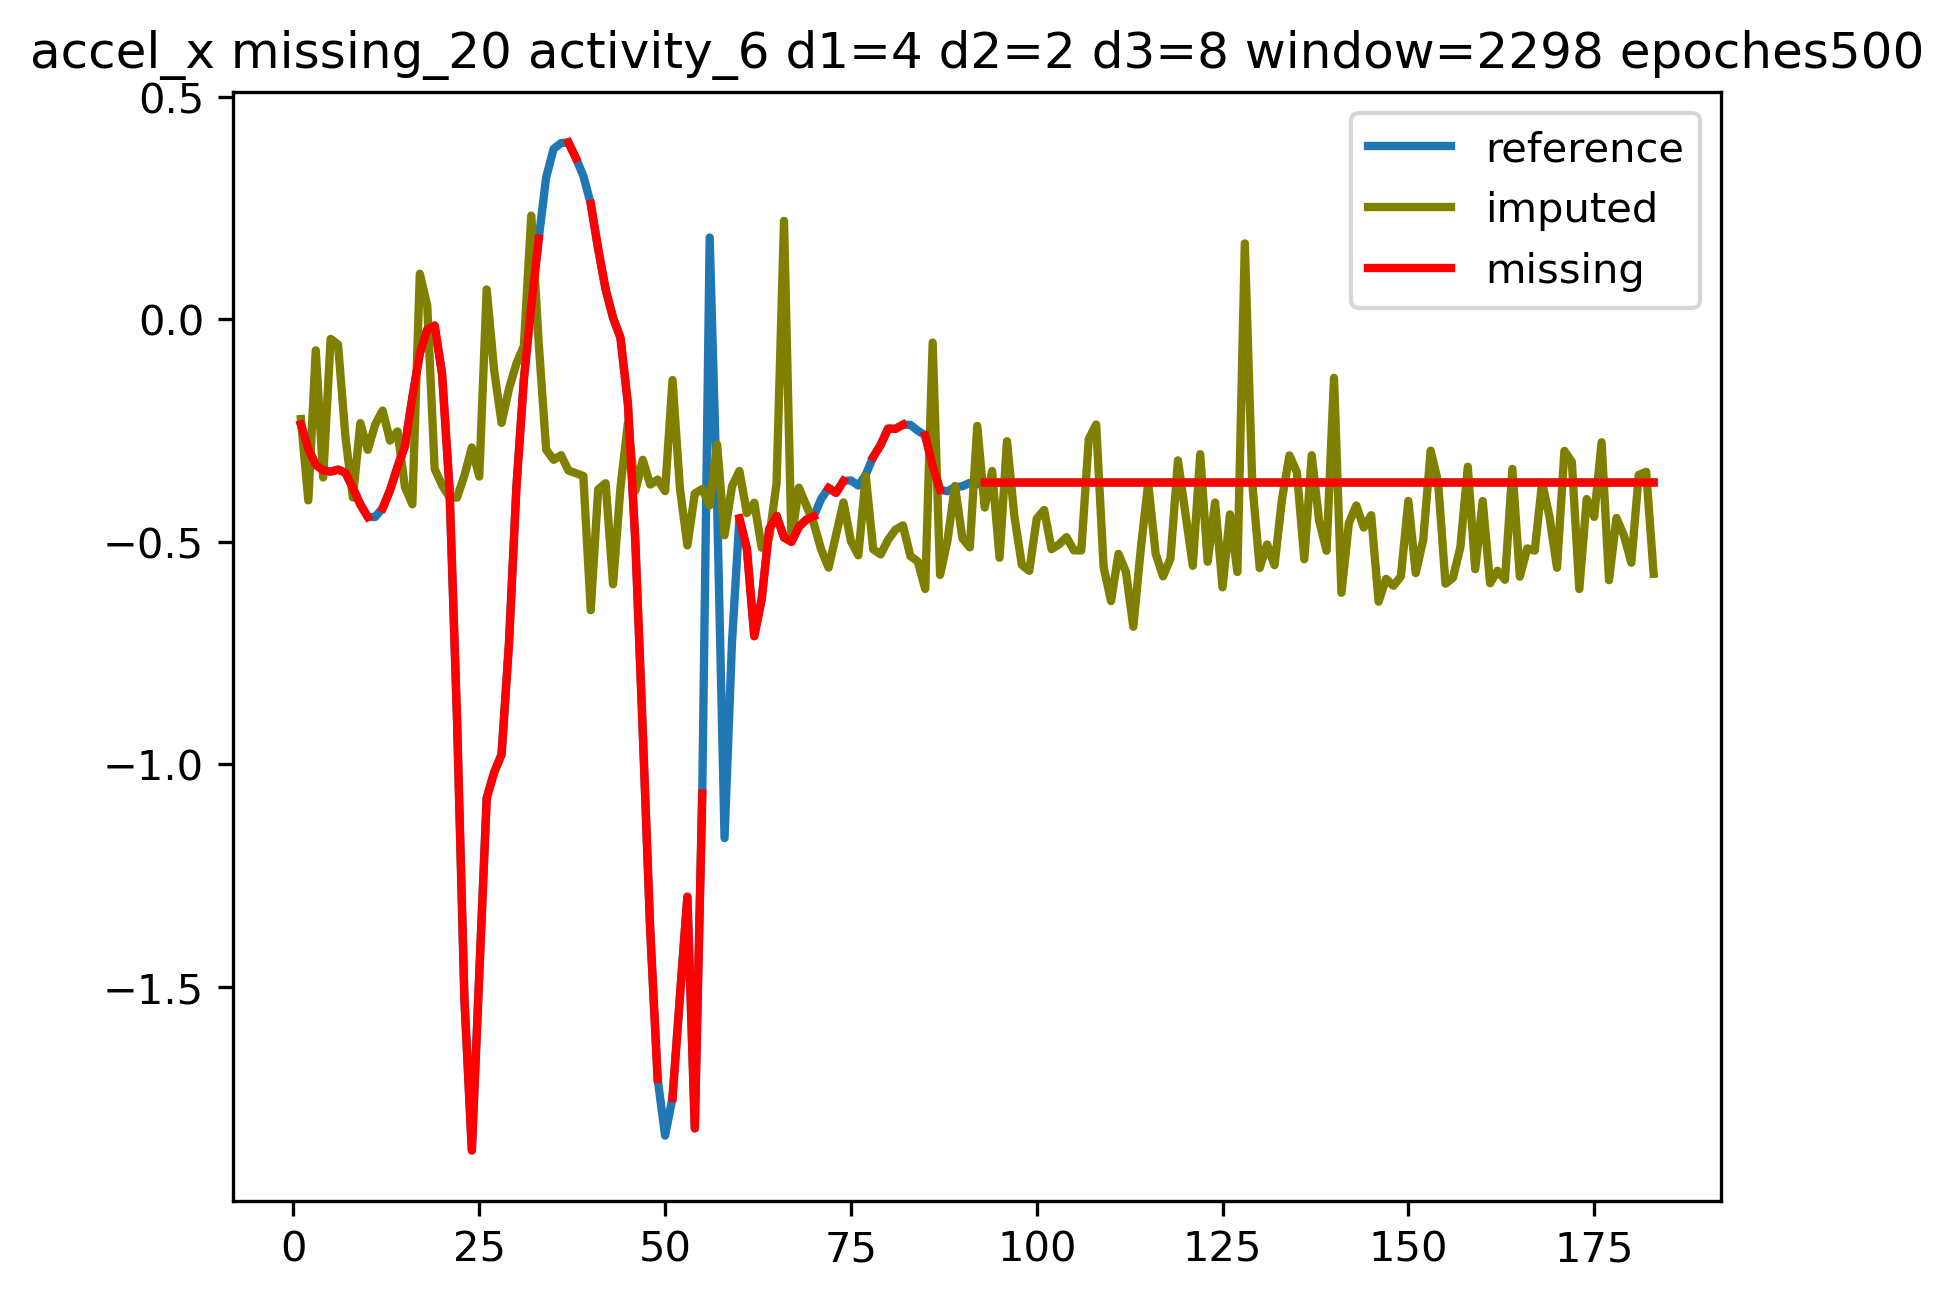 accel_x missing_20 activity_6 d1=4 d2=2 d3=8 window=2298 epoches500
0.5
0.0
−0.5
−1.0
−1.5
reference
imputed
missing
0 25 50 75 100 125 150 175